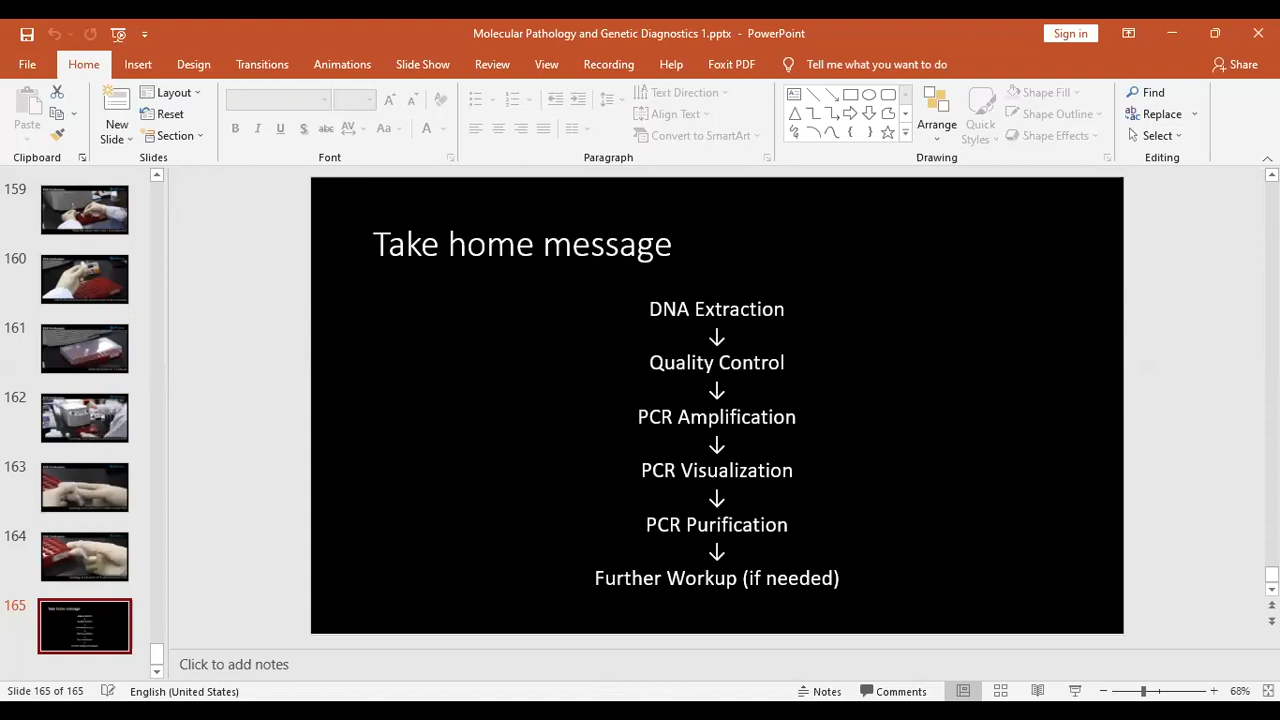 Molecular Pathology and Genetic Diagnostics 1.pptx - PowerPoint
Sign in
File
Home
Insert
Design
Transitions
Animations
Slide Show
Review
View
Recording
Help
Foxit PDF
Tell me what you want to do
Share
Paste
New
Slide
Layout
Reset
Section
B
I
U
S
abc
AV
Aa
A
Text Direction
Align Text
Convert to SmartArt
Arrange
Quick
Styles
Shape Fill
Shape Outline
Shape Effects
Find
Replace
Select
Clipboard
Slides
Font
Paragraph
Drawing
Editing
159
160
161
162
163
164
165
Take home message
DNA Extraction
↓
Quality Control
↓
PCR Amplification
↓
PCR Visualization
↓
PCR Purification
↓
Further Workup (if needed)
Click to add notes
Slide 165 of 165
English (United States)
Notes
Comments
68%